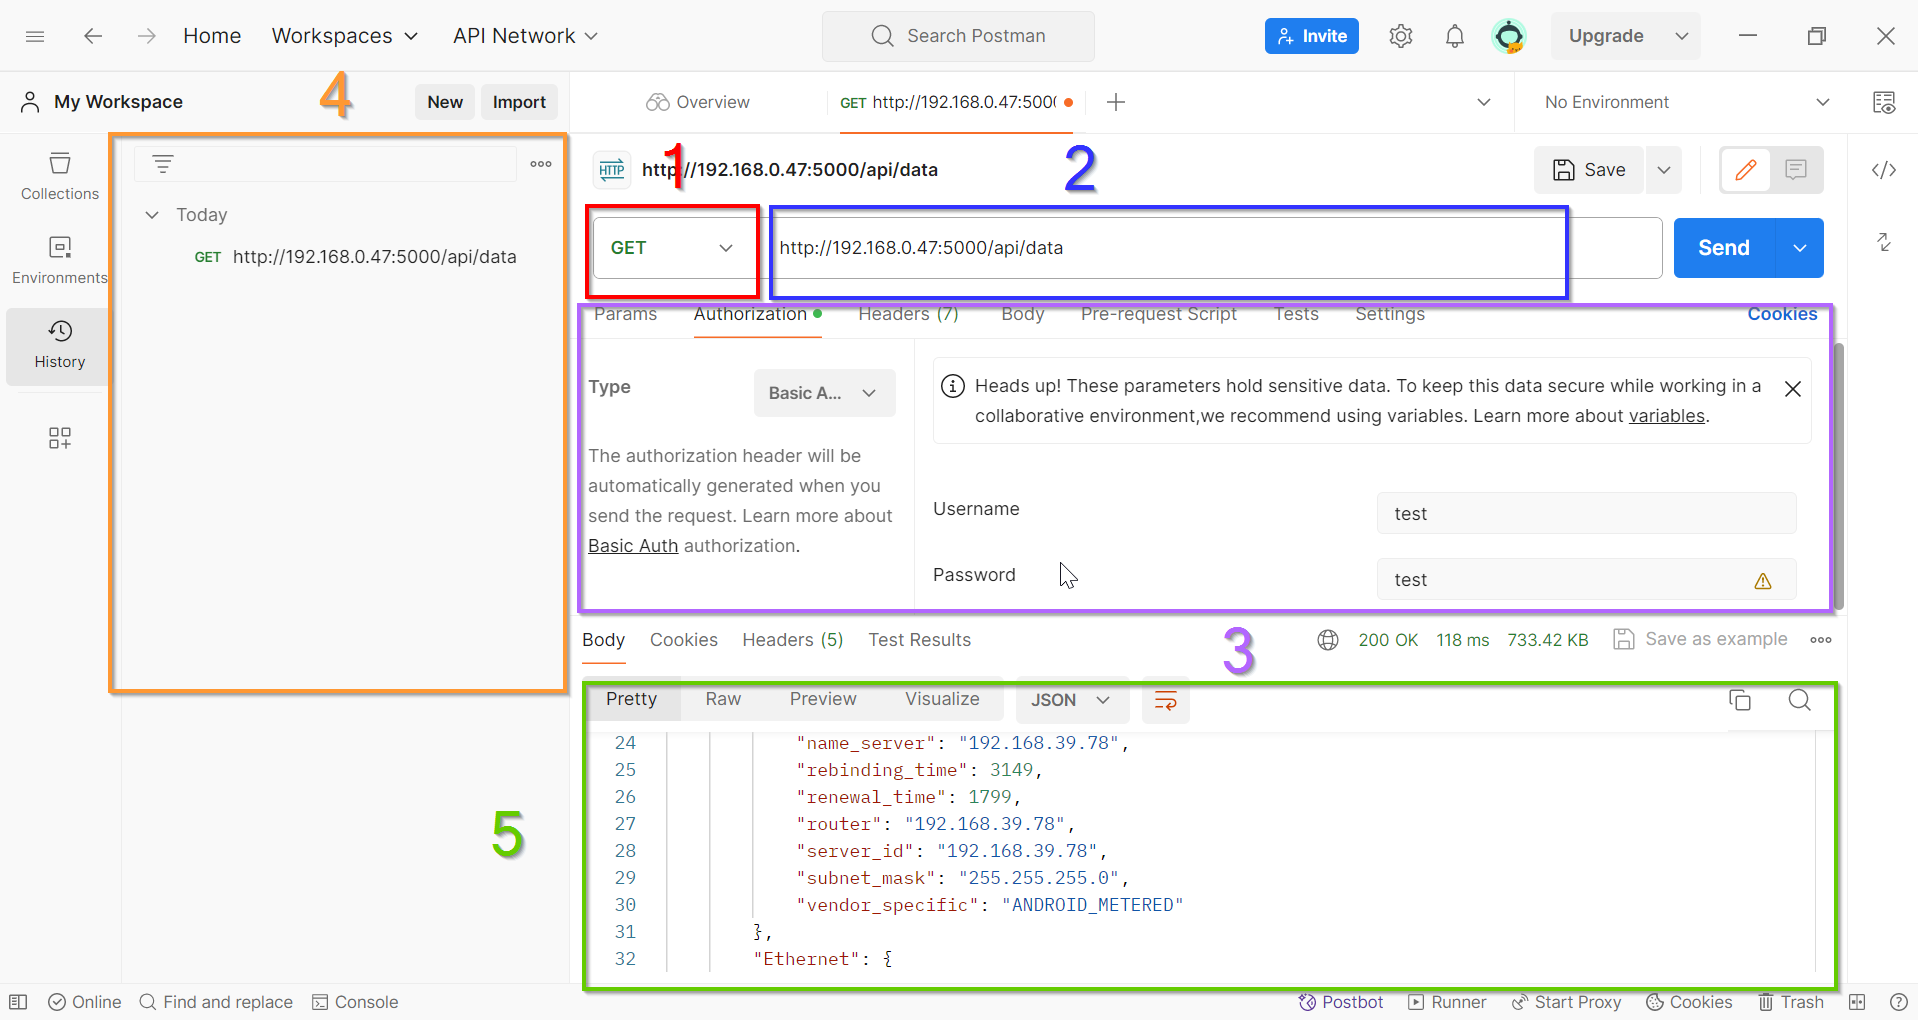 Home
Workspaces
API Network
Search Postman
Invite
Upgrade
My Workspace
4
New
Import
Overview
GET http://192.168.0.47:500
No Environment
Collections
Today
GET http://192.168.0.47:5000/api/data
Environments
History
HTTP
http://192.168.0.47:5000/api/data
1
2
Save
GET
http://192.168.0.47:5000/api/data
Send
Params
Authorization
Headers (7)
Body
Pre-request Script
Tests
Settings
Cookies
Type
Basic A...
The authorization header will be
automatically generated when you
send the request. Learn more about
Basic Auth authorization.
Heads up! These parameters hold sensitive data. To keep this data secure while working in a
collaborative environment,we recommend using variables. Learn more about variables.
Username
test
Password
test
3
Body
Cookies
Headers (5)
Test Results
200 OK
118 ms
733.42 KB
Save as example
5
Pretty
Raw
Preview
Visualize
JSON
24 "name_server": "192.168.39.78",
25 "rebinding_time": 3149,
26 "renewal_time": 1799,
27 "router": "192.168.39.78",
28 "server_id": "192.168.39.78",
29 "subnet_mask": "255.255.255.0",
30 "vendor_specific": "ANDROID_METERED"
31 },
32 "Ethernet": {
Online
Find and replace
Console
Postbot
Runner
Start Proxy
Cookies
Trash